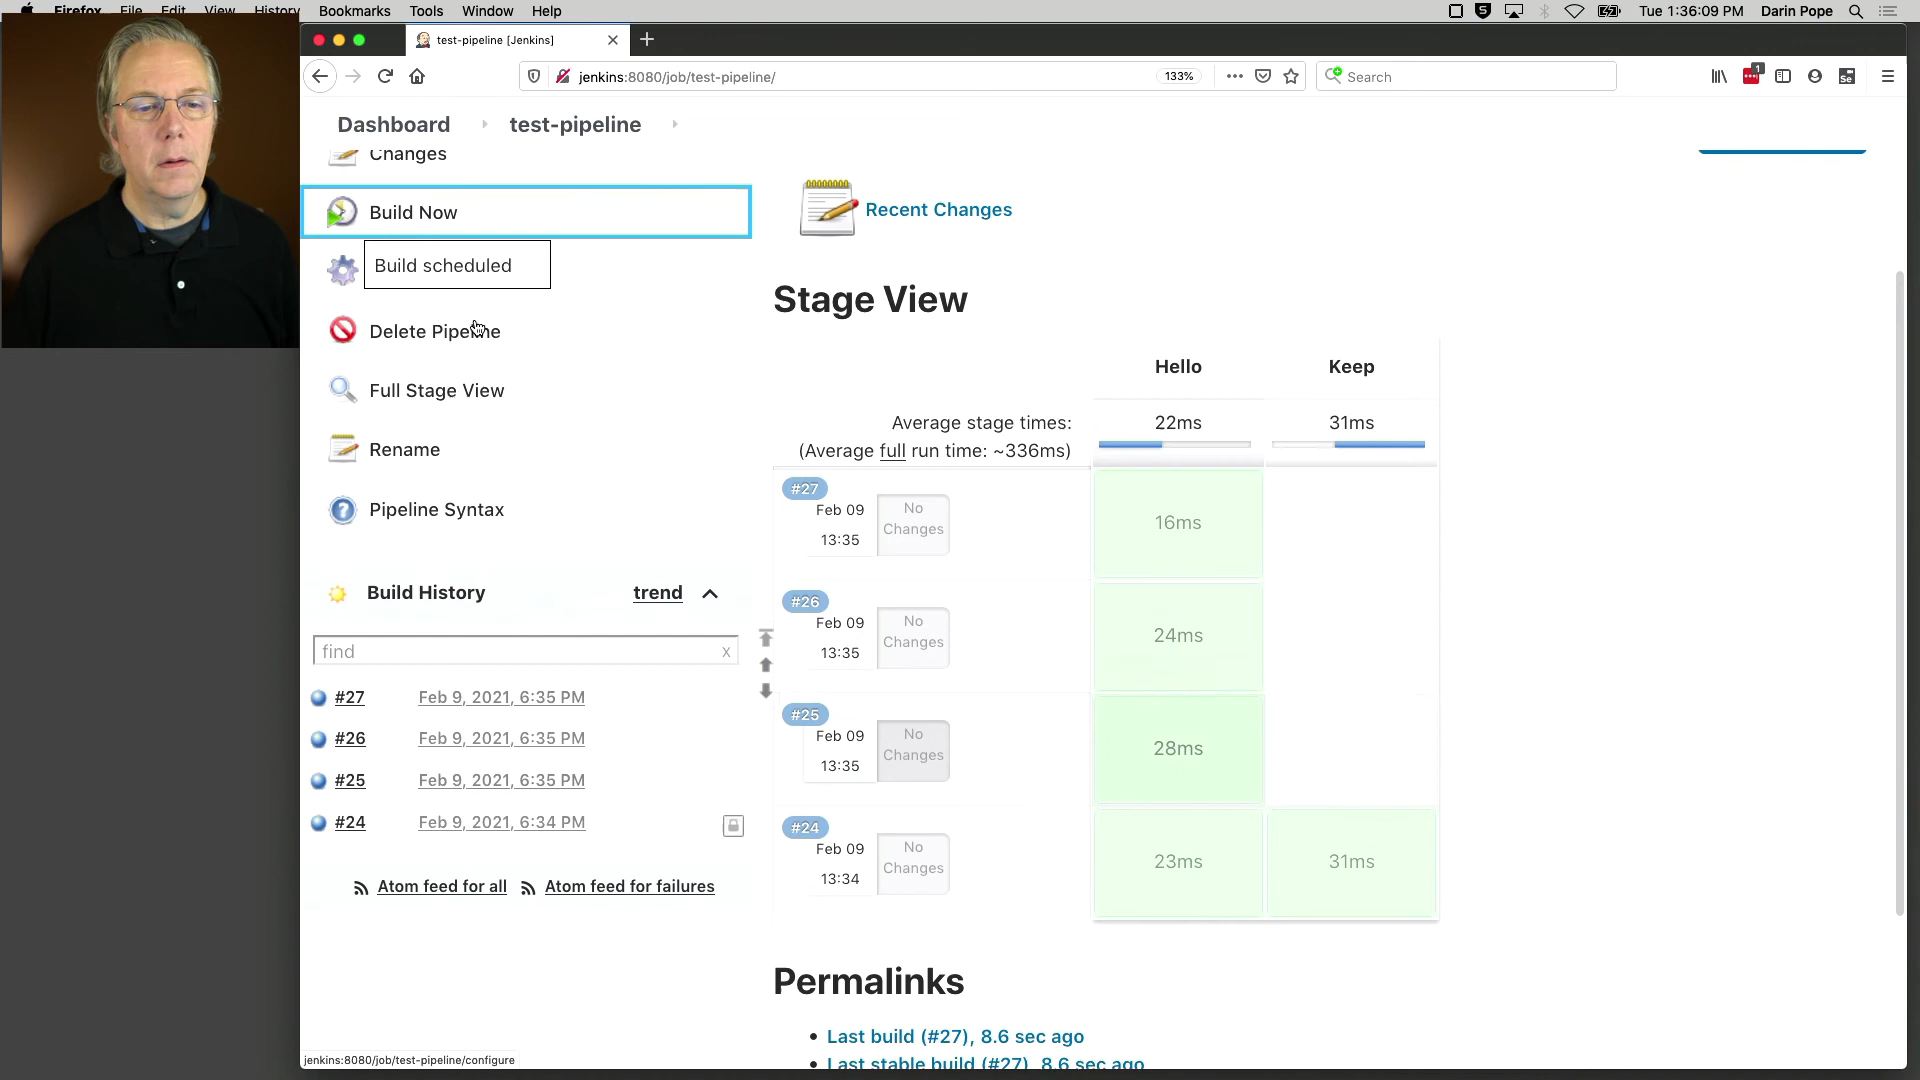 Firefox File Edit View History Bookmarks Tools Window Help
Tue 1:36:09 PM Darin Pope
test-pipeline [Jenkins]
jenkins:8080/job/test-pipeline/
133%
Search
1
Se
Dashboard test-pipeline
Changes
Build Now
Build scheduled
Delete Pipeline
Full Stage View
Rename
Pipeline Syntax
Build History trend
find x
#27 Feb 9, 2021, 6:35 PM
#26 Feb 9, 2021, 6:35 PM
#25 Feb 9, 2021, 6:35 PM
#24 Feb 9, 2021, 6:34 PM
Atom feed for all Atom feed for failures
Recent Changes
Stage View
Hello Keep
Average stage times: 22ms 31ms
(Average full run time: ~336ms)
#27
Feb 09
13:35
No
Changes
16ms
#26
Feb 09
13:35
No
Changes
24ms
#25
Feb 09
13:35
No
Changes
28ms
#24
Feb 09
13:34
No
Changes
23ms 31ms
Permalinks
Last build (#27), 8.6 sec ago
Last stable build (#27), 8.6 sec ago
jenkins:8080/job/test-pipeline/configure